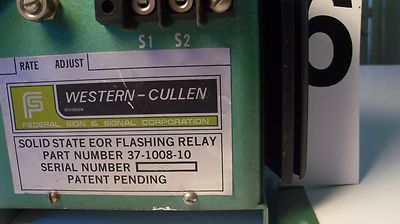 S1 S2
RATE ADJUST
WESTERN-CULLEN
DIVISION
FEDERAL SIGN & SIGNAL CORPORATION
SOLID STATE EOR FLASHING RELAY
PART NUMBER 37-1008-10
SERIAL NUMBER
PATENT PENDING
6